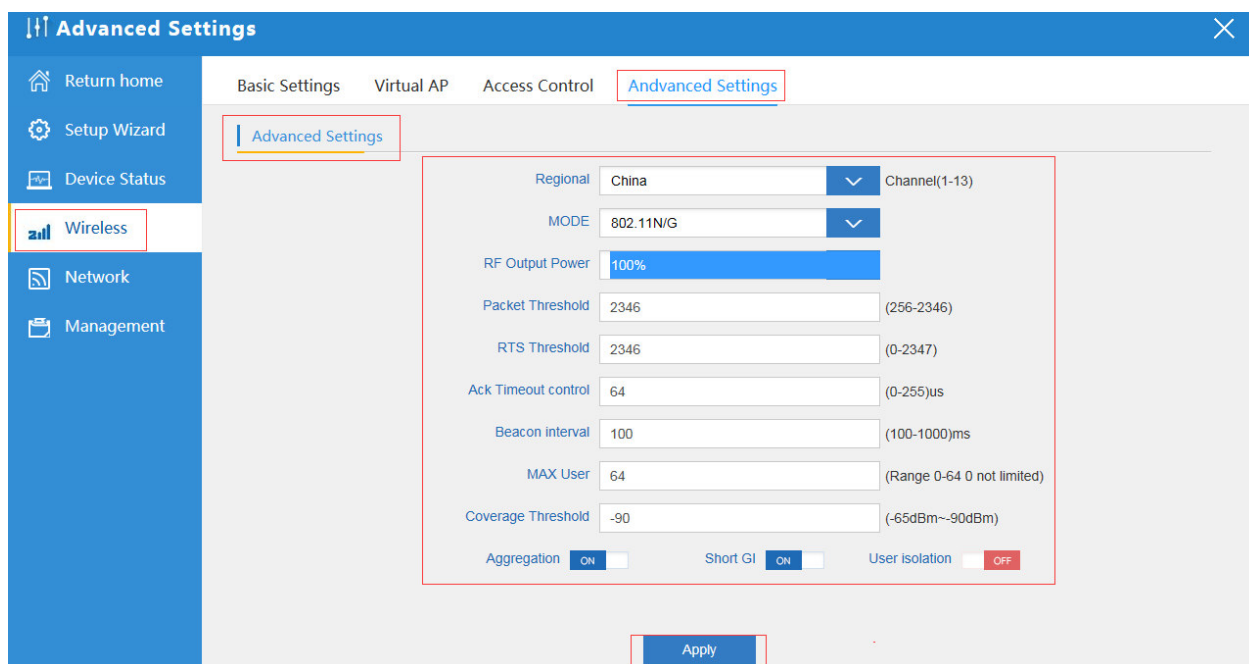 Advanced Settings
Return home
Setup Wizard
Device Status
Wireless
Network
Management
Basic Settings Virtual AP Access Control Andvanced Settings
Advanced Settings
Regional China Channel(1-13)
MODE 802.11N/G
RF Output Power 100%
Packet Threshold 2346 (256-2346)
RTS Threshold 2346 (0-2347)
Ack Timeout control 64 (0-255)us
Beacon interval 100 (100-1000)ms
MAX User 64 (Range 0-64 0 not limited)
Coverage Threshold -90 (-65dBm~-90dBm)
Aggregation ON Short GI ON User isolation OFF
Apply